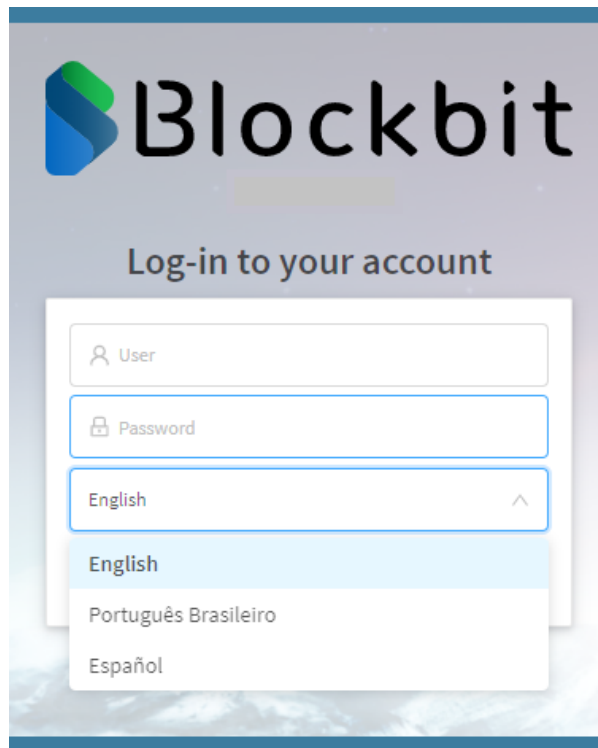 Blockbit
Log-in to your account
User
Password
English
English
Português Brasileiro
Español